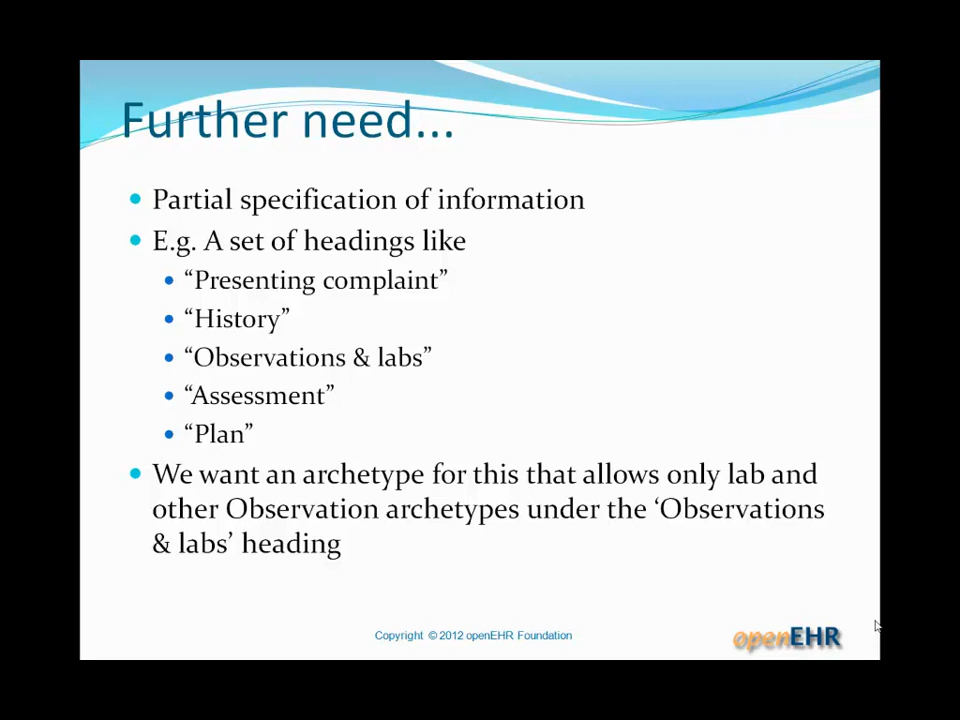 Further need...
Partial specification of information
E.g. A set of headings like
“Presenting complaint”
“History”
“Observations & labs”
“Assessment”
“Plan”
We want an archetype for this that allows only lab and
other Observation archetypes under the ‘Observations
& labs’ heading
Copyright © 2012 openEHR Foundation
openEHR